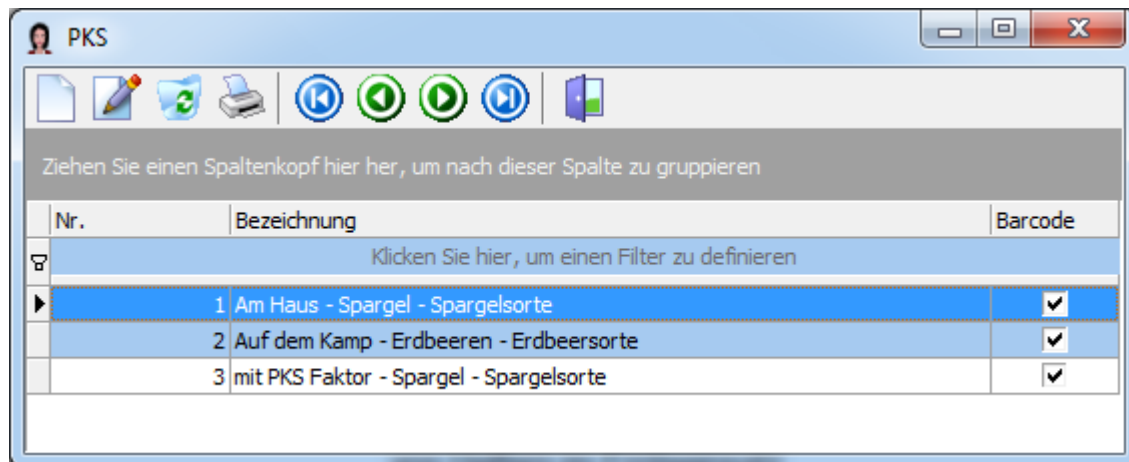 PKS
Ziehen Sie einen Spaltenkopf hier her, um nach dieser Spalte zu gruppieren
Nr. Bezeichnung Barcode
Klicken Sie hier, um einen Filter zu definieren
1 Am Haus - Spargel - Spargelsorte
2 Auf dem Kamp - Erdbeeren - Erdbeersorte
3 mit PKS Faktor - Spargel - Spargelsorte